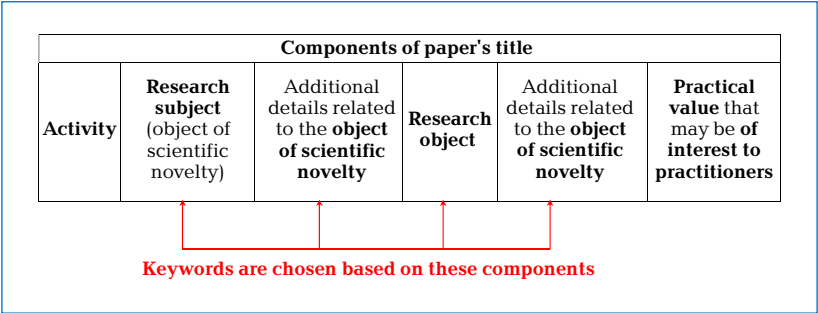 Components of paper's title
Activity
Research
subject
(object of
scientific
novelty)
Additional
details related
to the object
of scientific
novelty
Research
object
Additional
details related
to the object
of scientific
novelty
Practical
value that
may be of
interest to
practitioners
Keywords are chosen based on these components